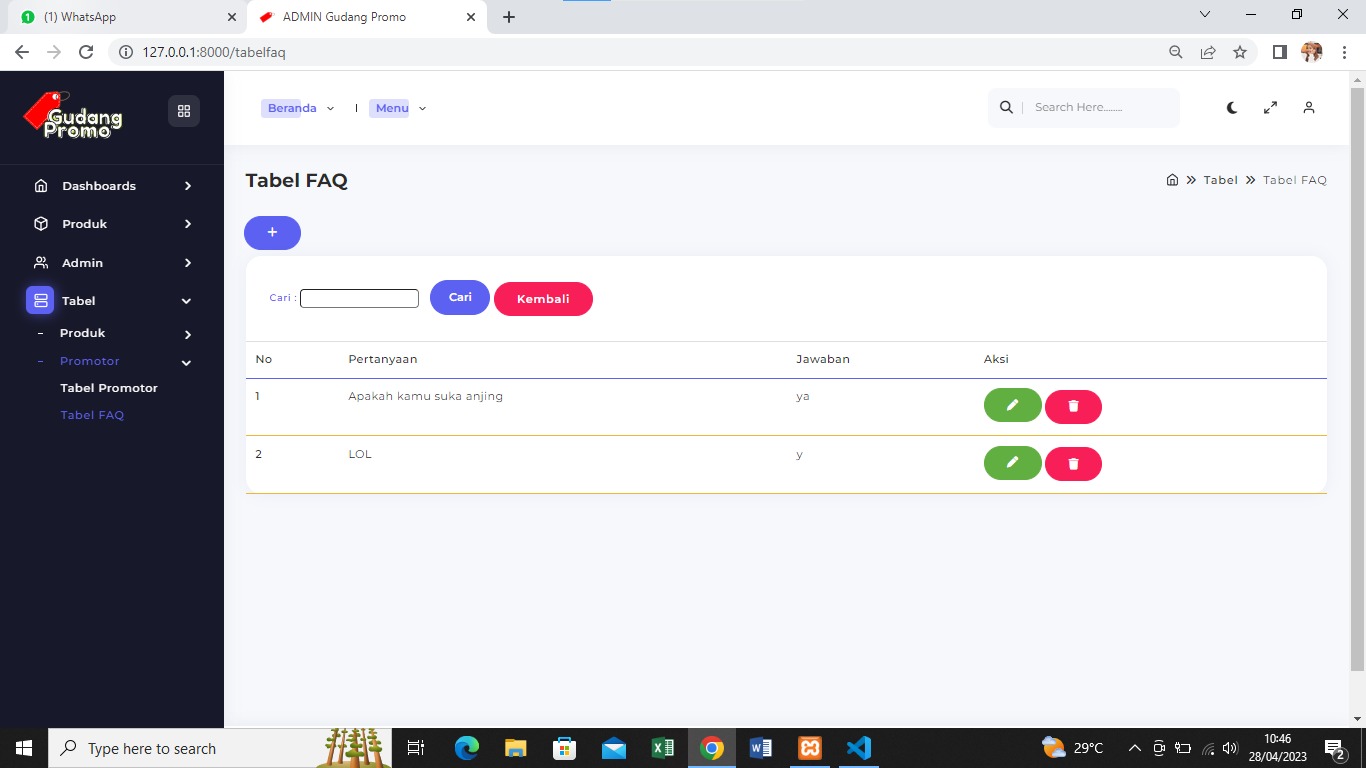 (1) WhatsApp
ADMIN Gudang Promo
127.0.0.1:8000/tabelfaq
Gudang
Promo
Beranda | Menu
Search Here........
Dashboards
Produk
Admin
Tabel
- Produk
- Promotor
Tabel Promotor
Tabel FAQ
Tabel FAQ
Tabel » Tabel FAQ
+
Cari : Cari Kembali
No Pertanyaan Jawaban Aksi
1 Apakah kamu suka anjing ya
2 LOL y
Type here to search
29°C
10:46
28/04/2023
2